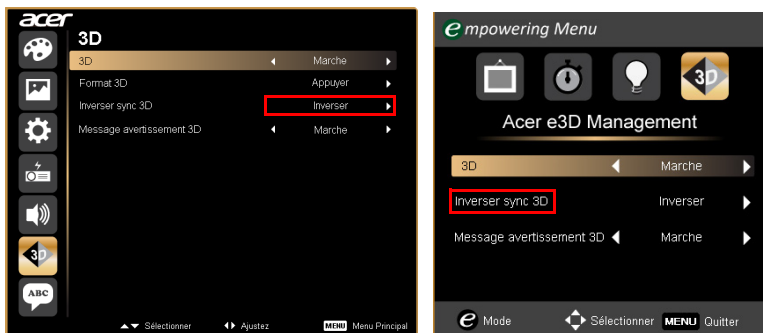 acer
3D
3D Marche
Format 3D Appuyer
Inverser sync 3D Inverser
Message avertissement 3D Marche
3D
ABC
Sélectionner Ajustez MENU Menu Principal
e mpowering Menu
3D
Acer e3D Management
3D Marche
Inverser sync 3D Inverser
Message avertissement 3D Marche
e Mode Sélectionner MENU Quitter